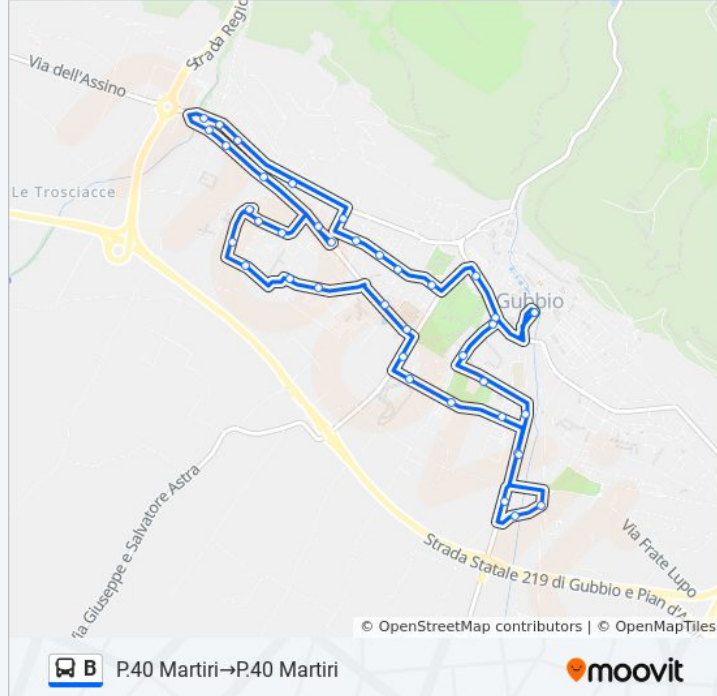 Strada Regio
Via dell'Assino
Le Trosciacce
Gubbio
Via Giuseppe e Salvatore Astra
Via Frate Lupo
Strada Statale 219 di Gubbio e Pian d'A
© OpenStreetMap contributors | © OpenMapTiles
B P.40 Martiri→P.40 Martiri
moovit